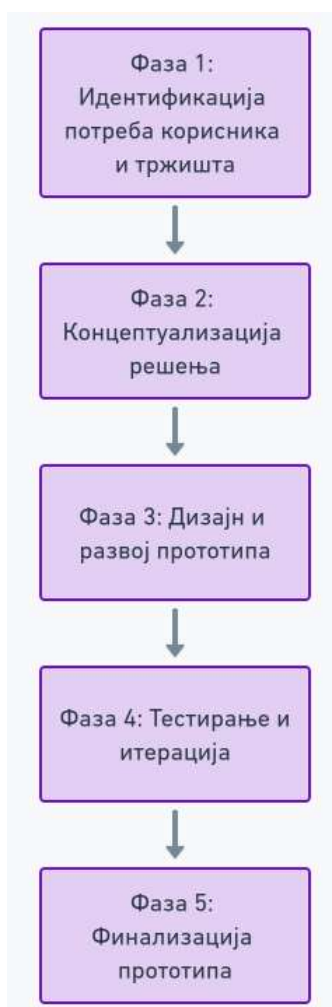 Фаза 1:
Идентификација
потреба корисника
и тржишта
Фаза 2:
Концептуализација
решења
Фаза 3: Дизајн и
развој прототипа
Фаза 4: Тестирање и
итерација
Фаза 5:
Финализација
прототипа